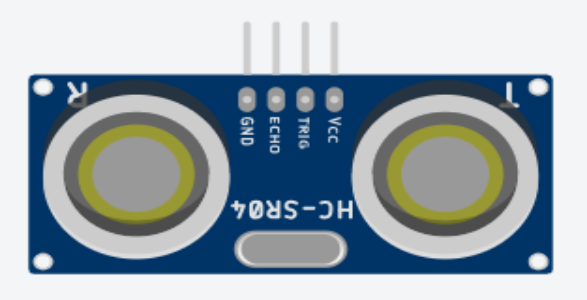 R
T
GND
ECHO
TRIG
VCC
HC-SR04